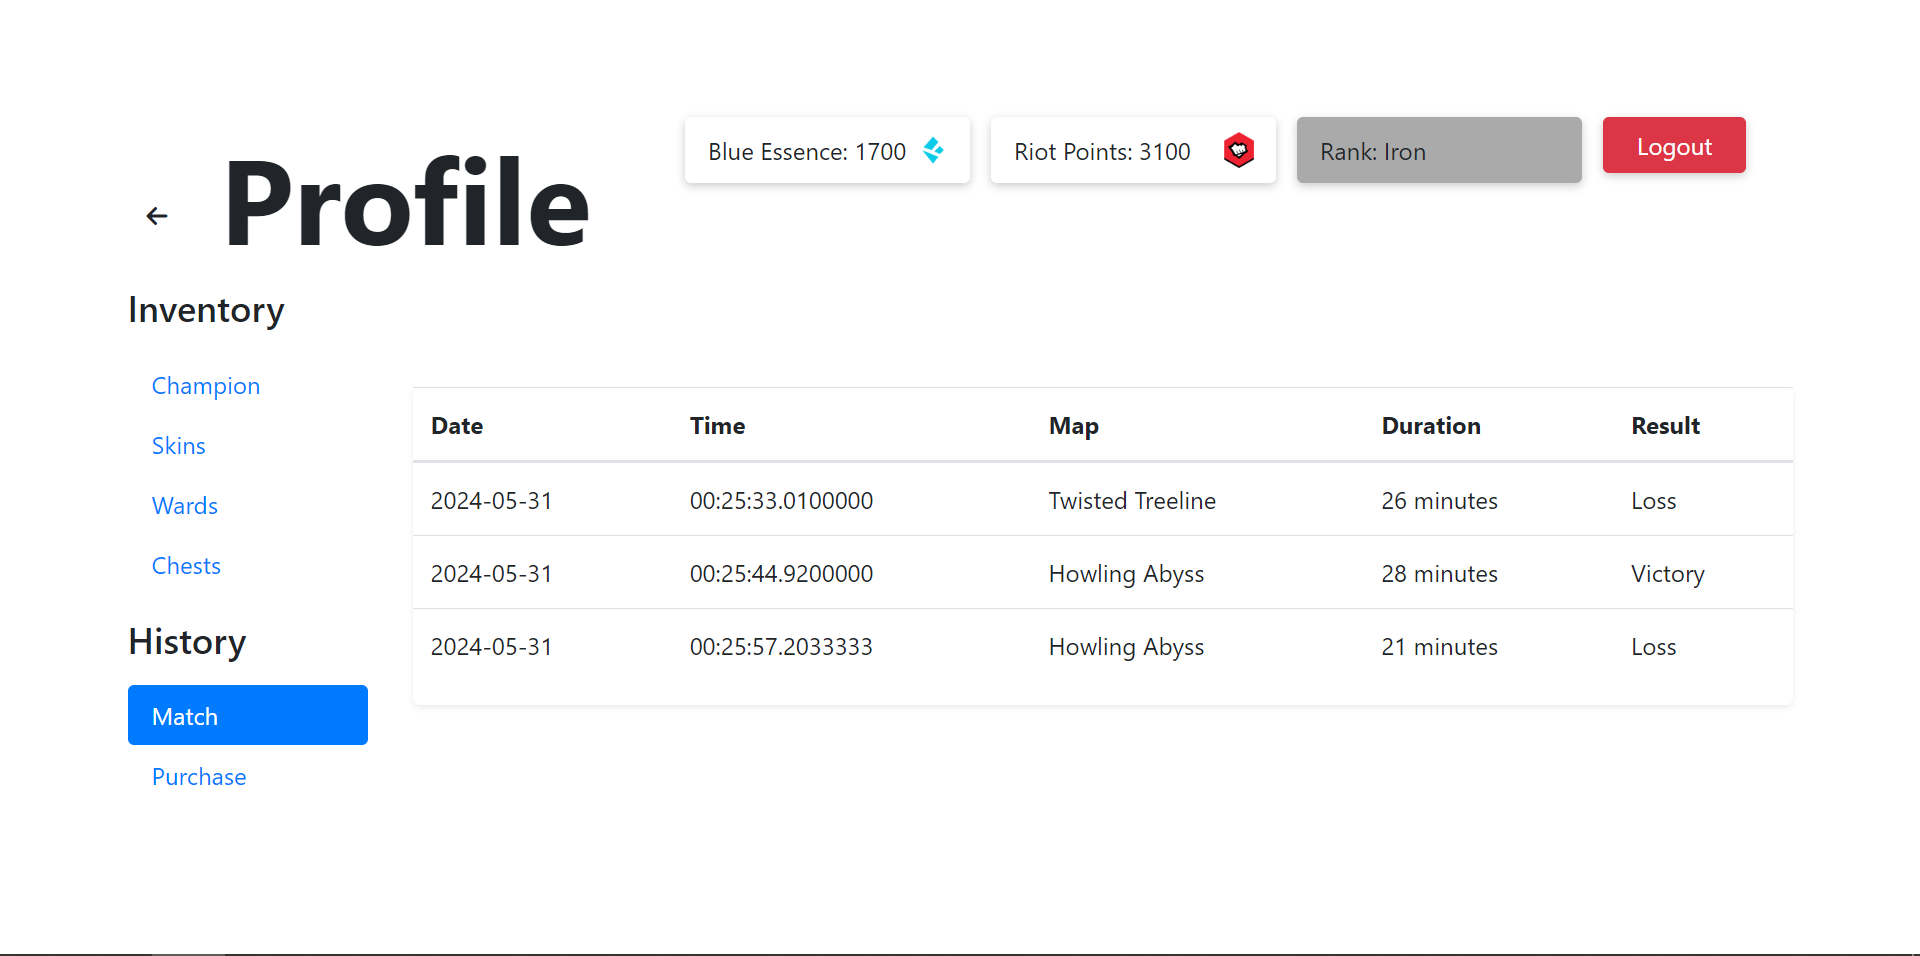 Profile
Blue Essence: 1700
Riot Points: 3100
Rank: Iron
Logout
Inventory
Champion
Skins
Wards
Chests
History
Match
Purchase
Date Time Map Duration Result
2024-05-31 00:25:33.0100000 Twisted Treeline 26 minutes Loss
2024-05-31 00:25:44.9200000 Howling Abyss 28 minutes Victory
2024-05-31 00:25:57.2033333 Howling Abyss 21 minutes Loss